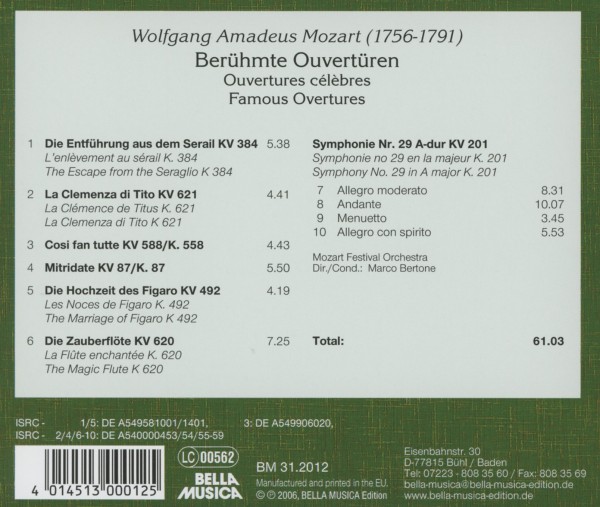 Wolfgang Amadeus Mozart (1756-1791)
Berühmte Ouvertüren
Ouvertures célèbres
Famous Overtures
1 Die Entführung aus dem Serail KV 384 5.38
L'enlèvement au sérail K. 384
The Escape from the Seraglio K 384
2 La Clemenza di Tito KV 621 4.41
La Clémence de Titus K. 621
La Clemenza di Tito K 621
3 Cosi fan tutte KV 588/K. 558 4.43
4 Mitridate KV 87/K. 87 5.50
5 Die Hochzeit des Figaro KV 492 4.19
Les Noces de Figaro K. 492
The Marriage of Figaro K 492
6 Die Zauberflöte KV 620 7.25
La Flûte enchantée K. 620
The Magic Flute K 620
Symphonie Nr. 29 A-dur KV 201
Symphonie no 29 en la majeur K. 201
Symphony No. 29 in A major K. 201
7 Allegro moderato 8.31
8 Andante 10.07
9 Menuetto 3.45
10 Allegro con spirito 5.53
Mozart Festival Orchestra
Dir./Cond.: Marco Bertone
Total: 61.03
ISRC - 1/5: DE A549581001/1401, 3: DE A549906020,
ISRC - 2/4/6-10: DE A540000453/54/55-59
4 014513 000125
LC 00562
BELLA
MUSICA
BM 31.2012
Manufactured and printed in the EU.
© ℗ 2006, BELLA MUSICA Edition
Eisenbahnstr. 30
D-77815 Bühl / Baden
Tel: 07223 - 808 35 60 / Fax: 808 35 69
bella-musica@bella-musica-edition.de
www.bella-musica-edition.de